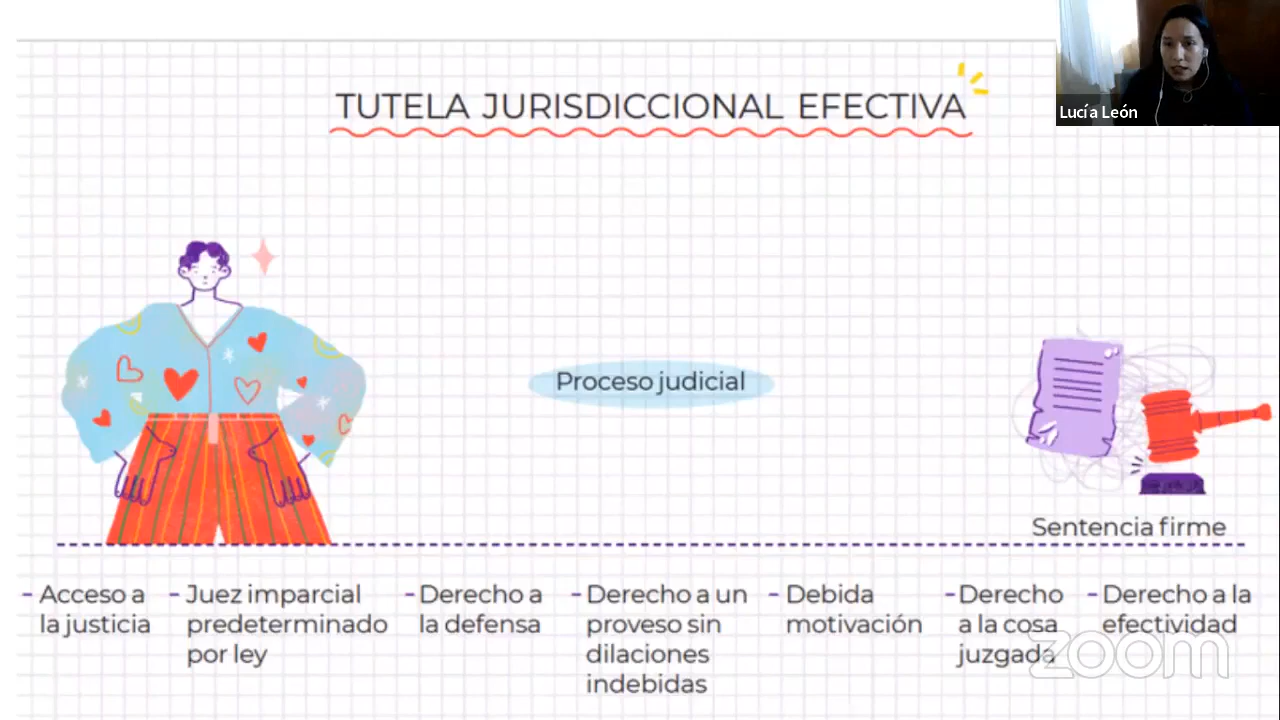 TUTELA JURISDICCIONAL EFECTIVA
Lucía León
Proceso judicial
Sentencia firme
- Acceso a
la justicia
- Juez imparcial
predeterminado
por ley
- Derecho a
la defensa
- Derecho a un
proveso sin
dilaciones
indebidas
- Debida
motivación
- Derecho
a la cosa
juzgada
- Derecho a la
efectividad
zoom